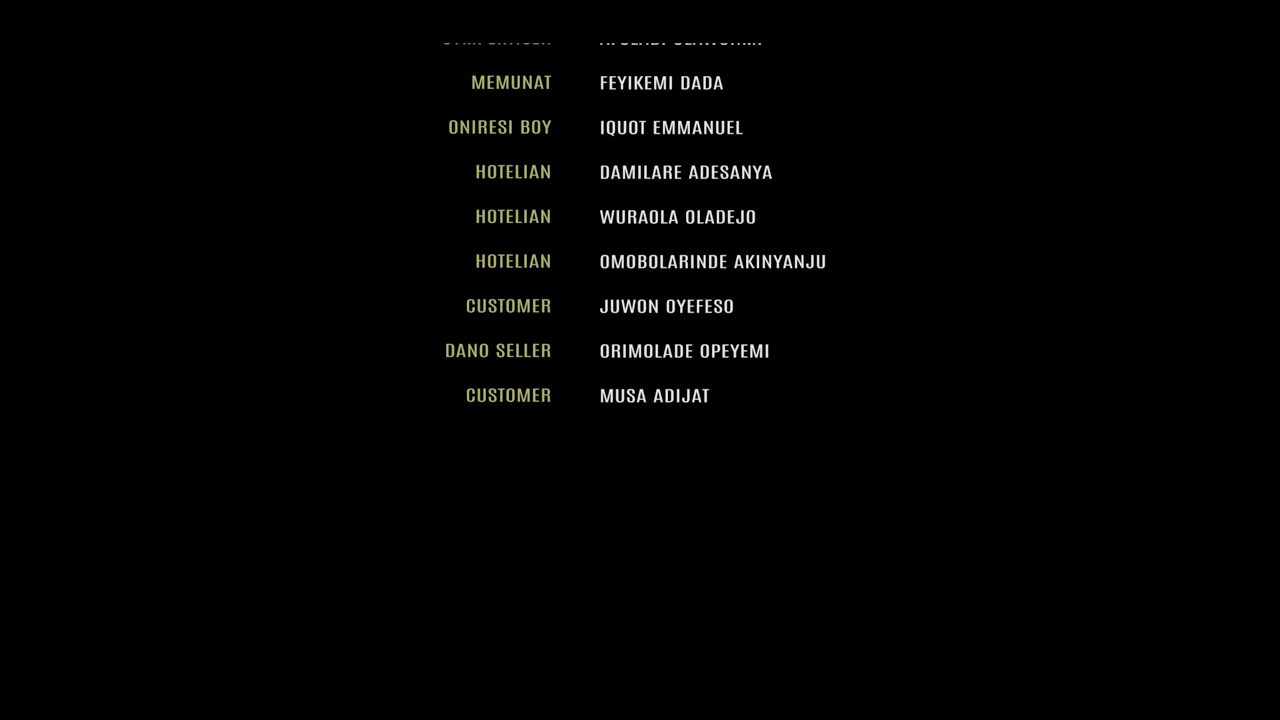 MEMUNAT FEYIKEMI DADA
ONIRESI BOY IQUOT EMMANUEL
HOTELIAN DAMILARE ADESANYA
HOTELIAN WURAOLA OLADEJO
HOTELIAN OMOBOLARINDE AKINYANJU
CUSTOMER JUWON OYEFESO
DANO SELLER ORIMOLADE OPEYEMI
CUSTOMER MUSA ADIJAT